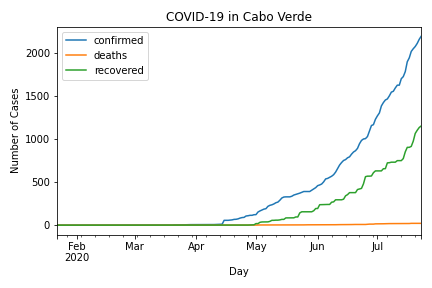 COVID-19 in Cabo Verde
confirmed
deaths
recovered
Number of Cases
2000
1500
1000
500
0
Feb
2020
Mar
Apr
May
Jun
Jul
Day